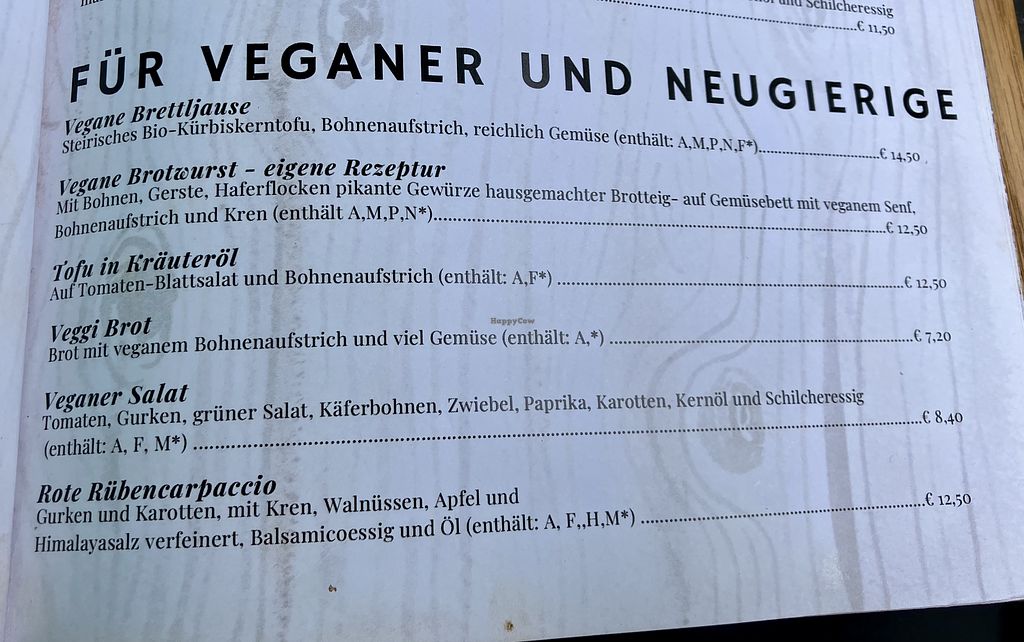 und Schilcheressig
€ 11,50
FÜR VEGANER UND NEUGIERIGE
Vegane Brettljause
Steirisches Bio-Kürbiskerntofu, Bohnenaufstrich, reichlich Gemüse (enthält: A,M,P,N,F*)..........€ 14,50
Vegane Brotwurst - eigene Rezeptur
Mit Bohnen, Gerste, Haferflocken pikante Gewürze hausgemachter Brotteig- auf Gemüsebett mit veganem Senf,
Bohnenaufstrich und Kren (enthält A,M,P,N*)..........€ 12,50
Tofu in Kräuteröl
Auf Tomaten-Blattsalat und Bohnenaufstrich (enthält: A,F*) ..........€ 12,50
HappyCow
Veggi Brot
Brot mit veganem Bohnenaufstrich und viel Gemüse (enthält: A,*) ..........€ 7,20
Veganer Salat
Tomaten, Gurken, grüner Salat, Käferbohnen, Zwiebel, Paprika, Karotten, Kernöl und Schilcheressig
(enthält: A, F, M*) ..........€ 8,40
Rote Rübencarpaccio
Gurken und Karotten, mit Kren, Walnüssen, Apfel und
Himalayasalz verfeinert, Balsamicoessig und Öl (enthält: A, F,,H,M*) ..........€ 12,50